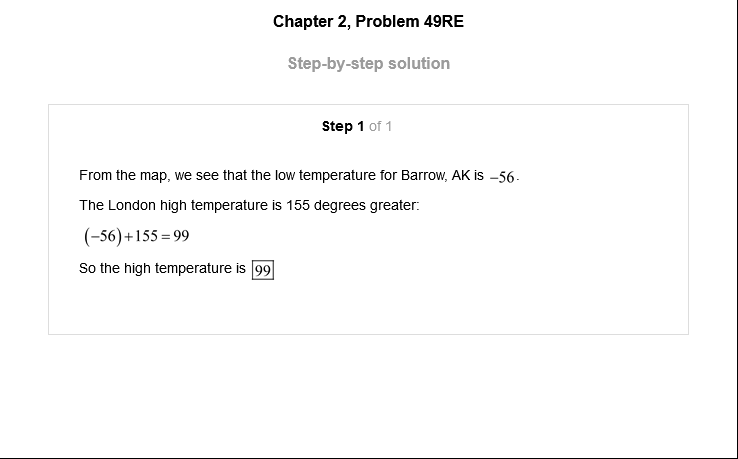 Chapter 2, Problem 49RE
Step-by-step solution
Step 1 of 1
From the map, we see that the low temperature for Barrow, AK is −56.
The London high temperature is 155 degrees greater:
(−56)+155=99
So the high temperature is 99